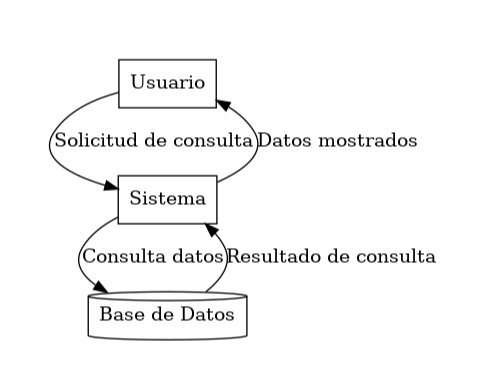 Usuario
Solicitud de consulta
Datos mostrados
Sistema
Consulta datos
Resultado de consulta
Base de Datos